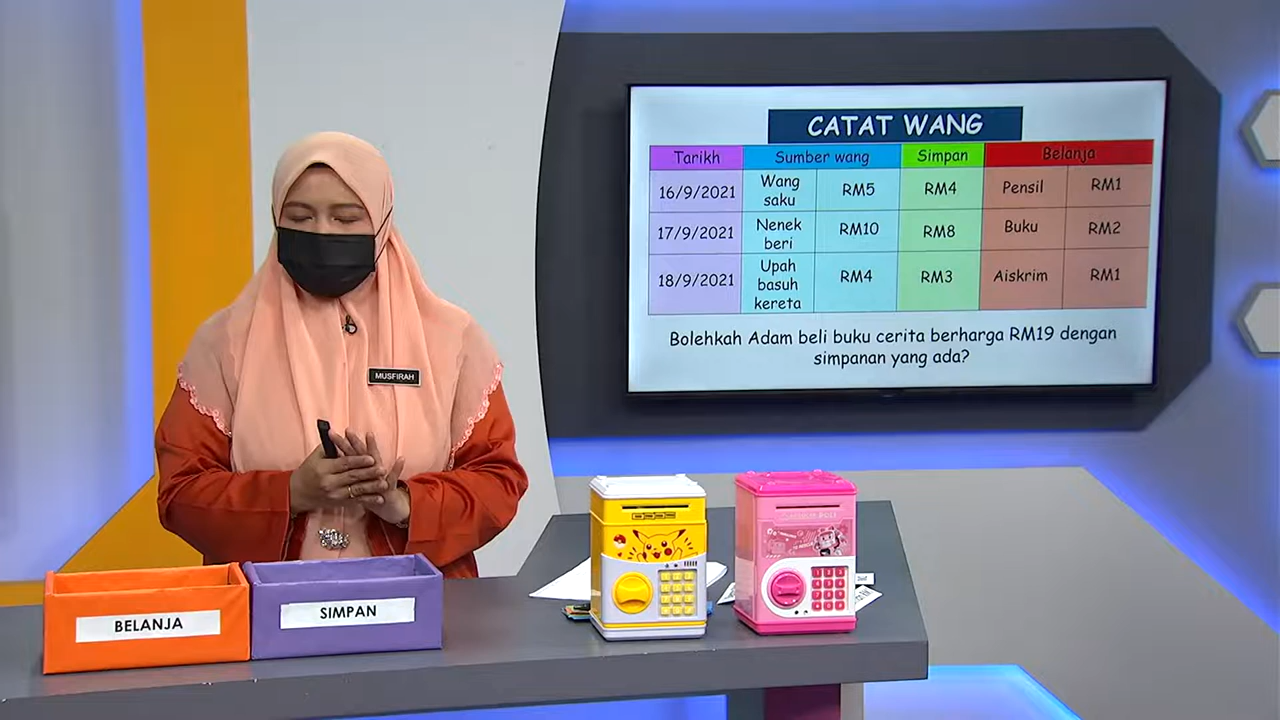 CATAT WANG
Tarikh Sumber wang Simpan Belanja
16/9/2021 Wang saku RM5 RM4 Pensil RM1
17/9/2021 Nenek beri RM10 RM8 Buku RM2
18/9/2021 Upah basuh kereta RM4 RM3 Aiskrim RM1
Bolehkah Adam beli buku cerita berharga RM19 dengan
simpanan yang ada?
MUSFIRAH
BELANJA
SIMPAN